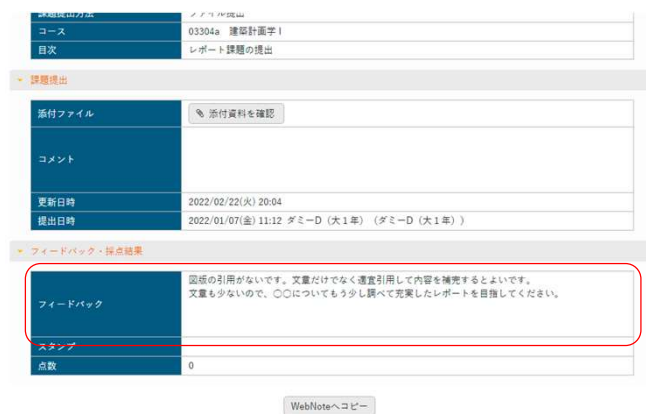 課題提出方法 ファイル提出
コース 03304a 建築計画学Ⅰ
目次 レポート課題の提出
課題提出
添付ファイル 添付資料を確認
コメント
更新日時 2022/02/22(火) 20:04
提出日時 2022/01/07(金) 11:12 ダミーD（大1年）（ダミーD（大1年））
フィードバック・採点結果
図版の引用がないです。文章だけでなく適宜引用して内容を補完するとよいです。
フィードバック 文章も少ないので、〇〇についてもう少し調べて充実したレポートを目指してください。
スタンプ
点数 0
WebNoteへコピー